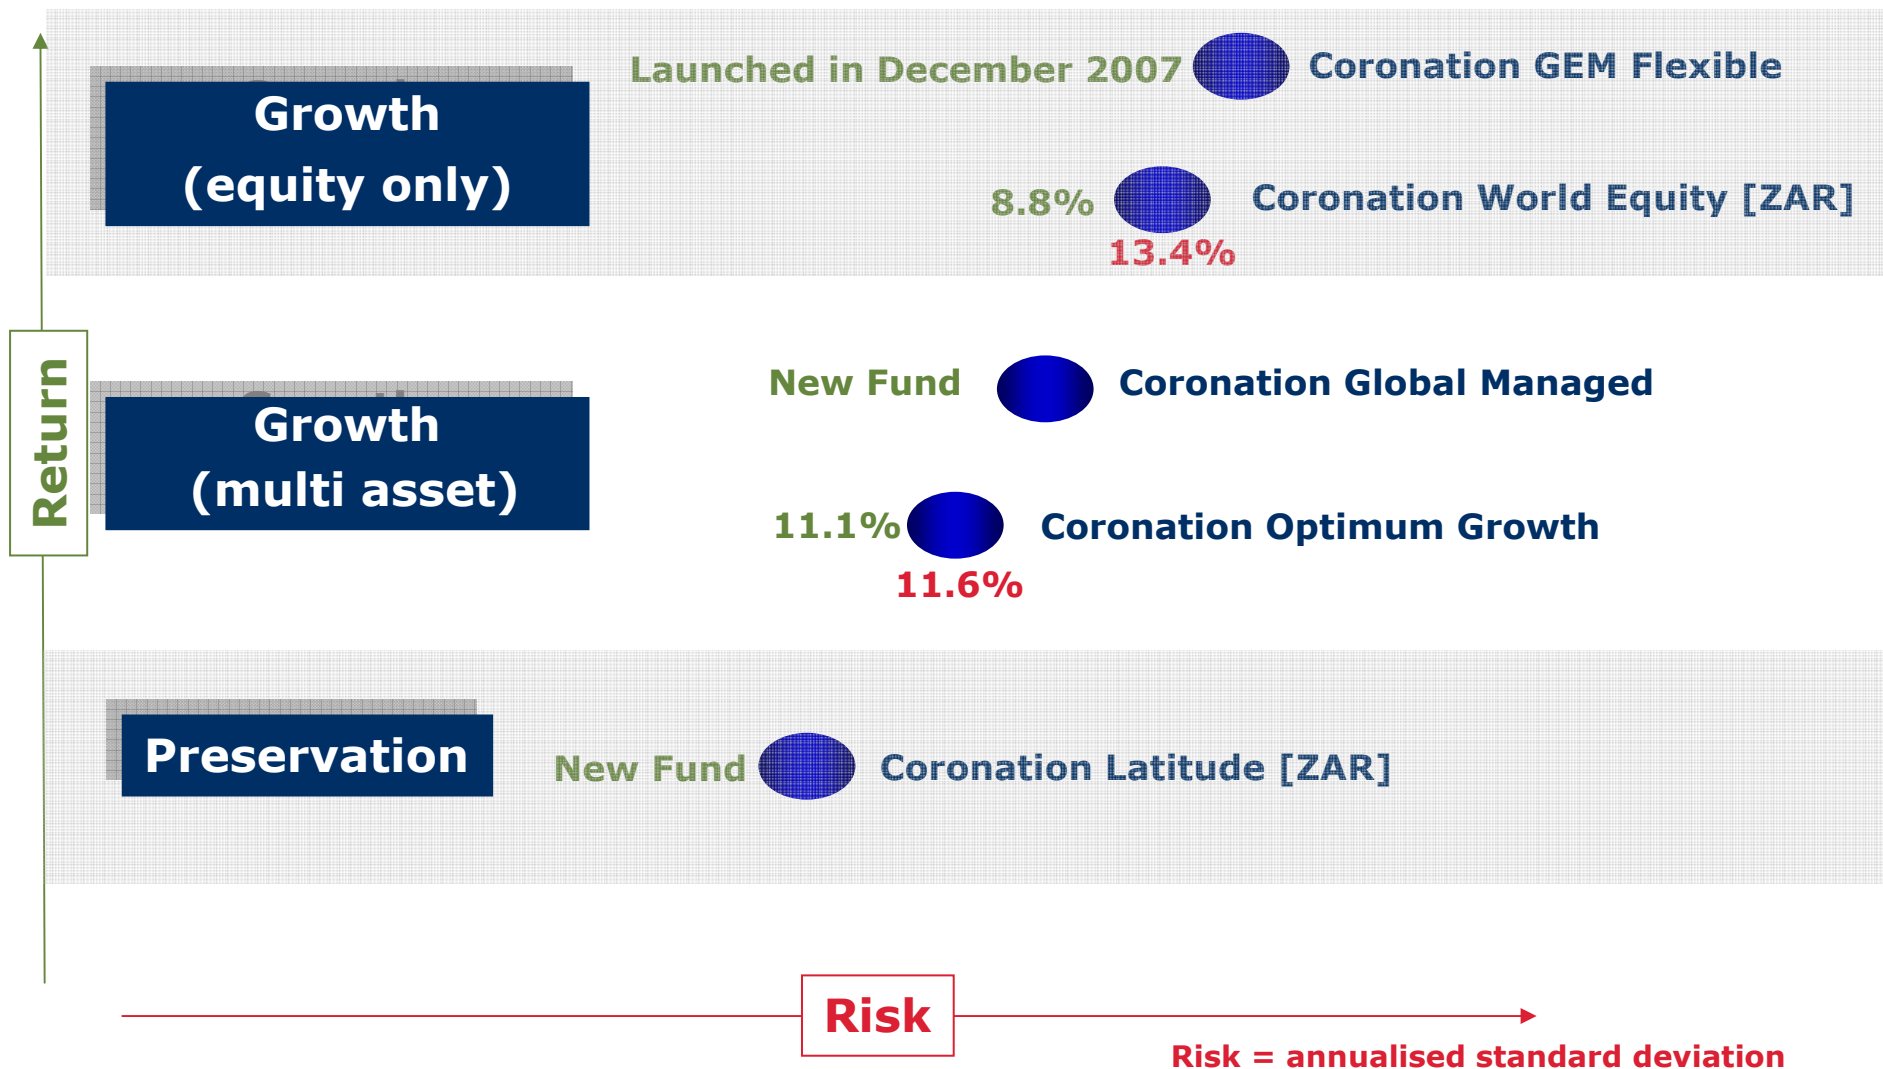 Launched in December 2007
Coronation GEM Flexible
Growth
(equity only)
8.8%
Coronation World Equity [ZAR]
13.4%
Return
New Fund
Coronation Global Managed
Growth
(multi asset)
11.1%
Coronation Optimum Growth
11.6%
Preservation
New Fund
Coronation Latitude [ZAR]
Risk
Risk = annualised standard deviation